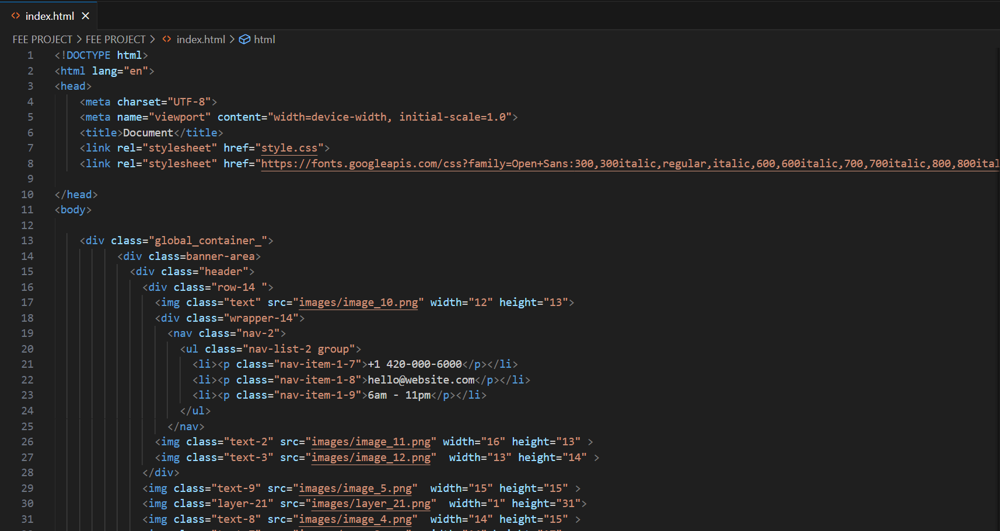 index.html
FEE PROJECT > FEE PROJECT > index.html > html
1 <!DOCTYPE html>
2 <html lang="en">
3 <head>
4     <meta charset="UTF-8">
5     <meta name="viewport" content="width=device-width, initial-scale=1.0">
6     <title>Document</title>
7     <link rel="stylesheet" href="style.css">
8     <link rel="stylesheet" href="https://fonts.googleapis.com/css?family=Open+Sans:300,300italic,regular,italic,600,600italic,700,700italic,800,800ital
9
10 </head>
11 <body>
12
13     <div class="global_container_">
14           <div class=banner-area>
15             <div class="header">
16               <div class="row-14 ">
17                 <img class="text" src="images/image_10.png" width="12" height="13">
18                 <div class="wrapper-14">
19                   <nav class="nav-2">
20                     <ul class="nav-list-2 group">
21                       <li><p class="nav-item-1-7">+1 420-000-6000</p></li>
22                       <li><p class="nav-item-1-8">hello@website.com</p></li>
23                       <li><p class="nav-item-1-9">6am - 11pm</p></li>
24                     </ul>
25                   </nav>
26                 <img class="text-2" src="images/image_11.png" width="16" height="13" >
27                 <img class="text-3" src="images/image_12.png"  width="13" height="14" >
28               </div>
29               <img class="text-9" src="images/image_5.png"  width="15" height="15" >
30               <img class="layer-21" src="images/layer_21.png"  width="1" height="31">
31               <img class="text-8" src="images/image_4.png"  width="14" height="15" >